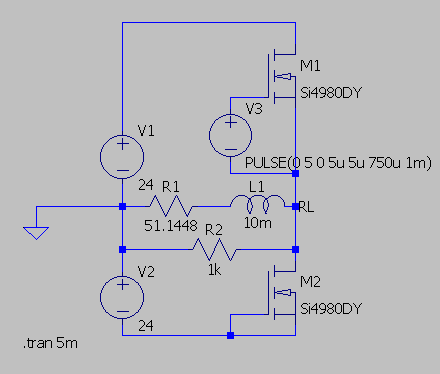 M1
Si4980DY
V3
PULSE(0 5 0 5u 5u 750u 1m)
V1
24
R1
51.1448
L1
10m
RL
R2
1k
V2
24
M2
Si4980DY
.tran 5m